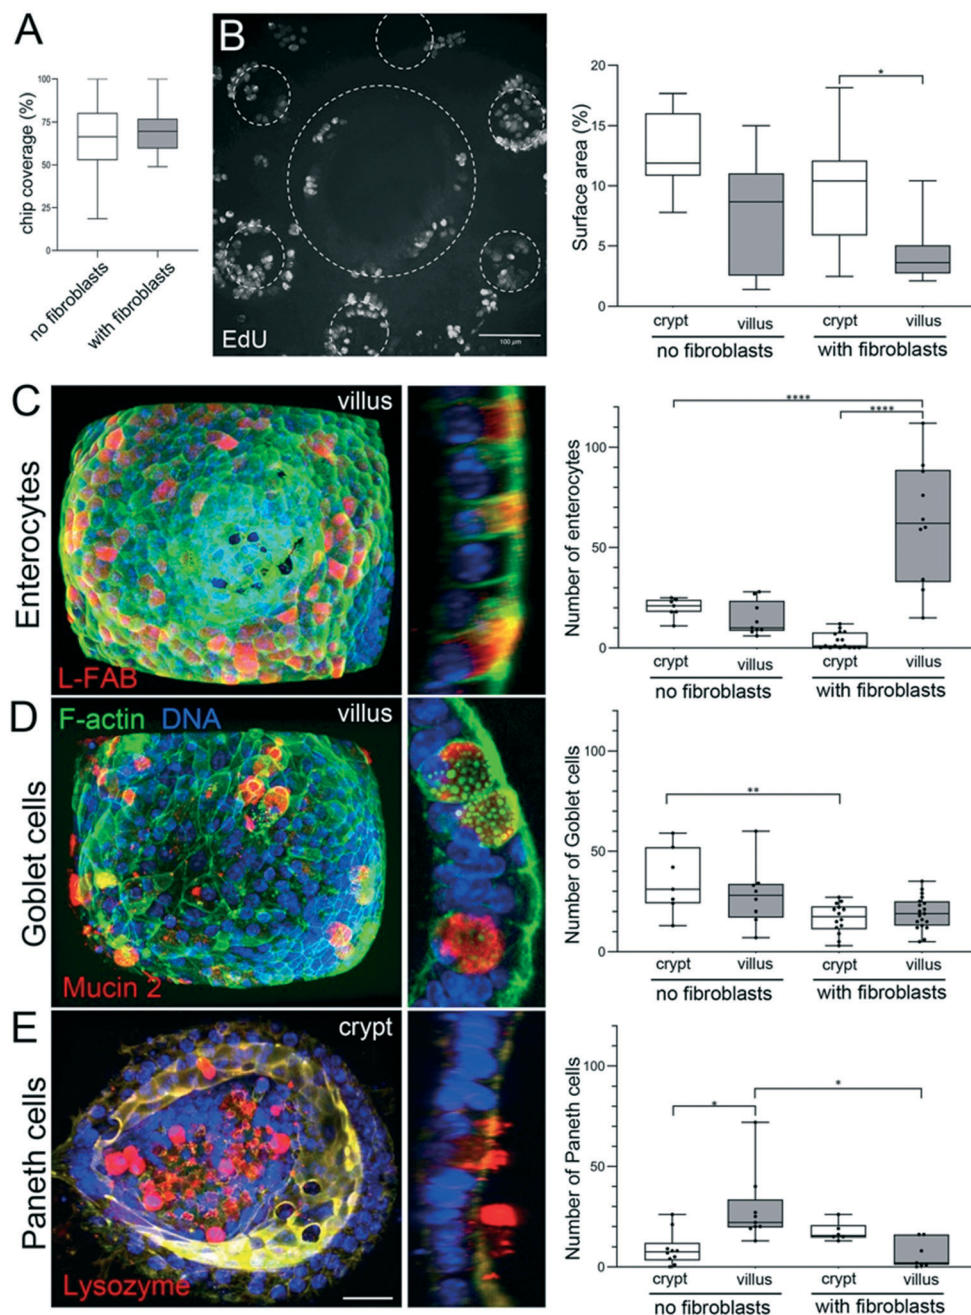 A
chip coverage (%)
100
75
50
25
0
no fibroblasts
with fibroblasts
B
EdU
100 µm
Surface area (%)
20
15
10
5
0
*
crypt villus crypt villus
no fibroblasts with fibroblasts
C
Enterocytes
villus
L-FAB
Number of enterocytes
100
50
0
****
****
crypt villus crypt villus
no fibroblasts with fibroblasts
D
Goblet cells
F-actin DNA villus
Mucin 2
Number of Goblet cells
100
50
0
**
crypt villus crypt villus
no fibroblasts with fibroblasts
E
Paneth cells
crypt
Lysozyme
Number of Paneth cells
100
50
0
*
*
crypt villus crypt villus
no fibroblasts with fibroblasts